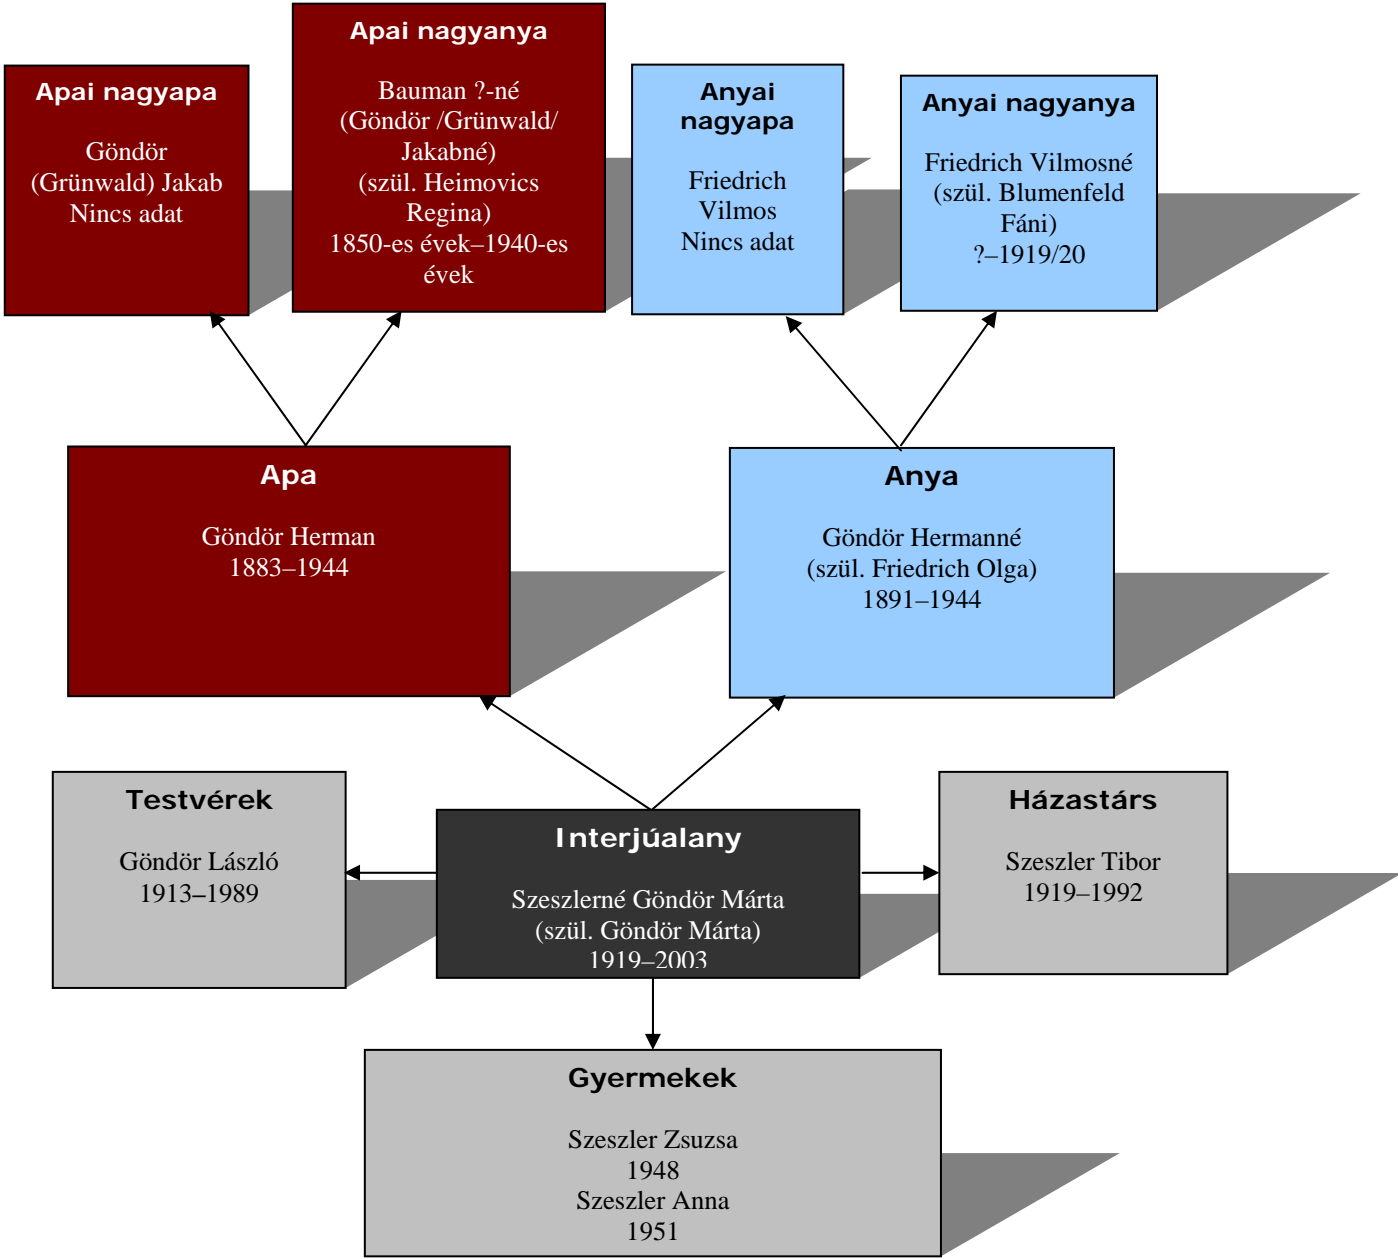 Apai nagyapa
Göndör
(Grünwald) Jakab
Nincs adat
Apai nagyanya
Bauman ?-né
(Göndör /Grünwald/
Jakabné)
(szül. Heimovics
Regina)
1850-es évek–1940-es
évek
Anyai
nagyapa
Friedrich
Vilmos
Nincs adat
Anyai nagyanya
Friedrich Vilmosné
(szül. Blumenfeld
Fáni)
?–1919/20
Apa
Göndör Herman
1883–1944
Anya
Göndör Hermanné
(szül. Friedrich Olga)
1891–1944
Testvérek
Göndör László
1913–1989
Interjúalany
Szeszlerné Göndör Márta
(szül. Göndör Márta)
1919–2003
Házastárs
Szeszler Tibor
1919–1992
Gyermekek
Szeszler Zsuzsa
1948
Szeszler Anna
1951